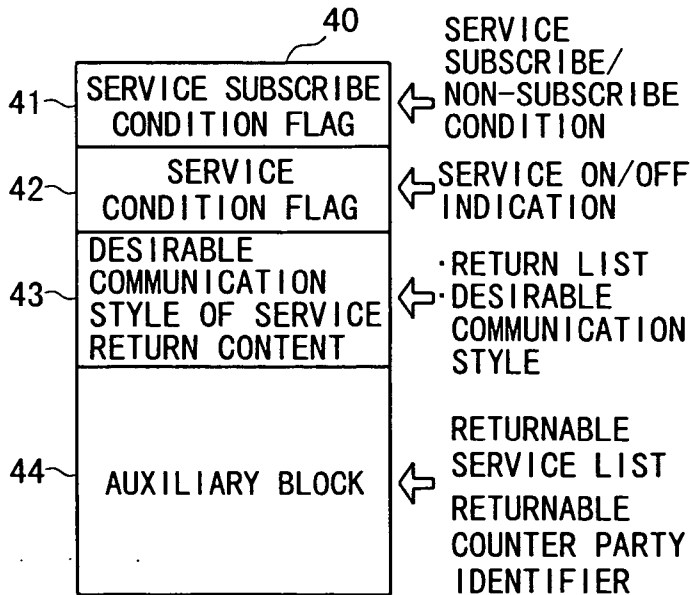 40
41
SERVICE SUBSCRIBE
CONDITION FLAG
SERVICE
SUBSCRIBE/
NON-SUBSCRIBE
CONDITION
42
SERVICE
CONDITION FLAG
SERVICE ON/OFF
INDICATION
43
DESIRABLE
COMMUNICATION
STYLE OF SERVICE
RETURN CONTENT
·RETURN LIST
·DESIRABLE
COMMUNICATION
STYLE
44
AUXILIARY BLOCK
RETURNABLE
SERVICE LIST
RETURNABLE
COUNTER PARTY
IDENTIFIER